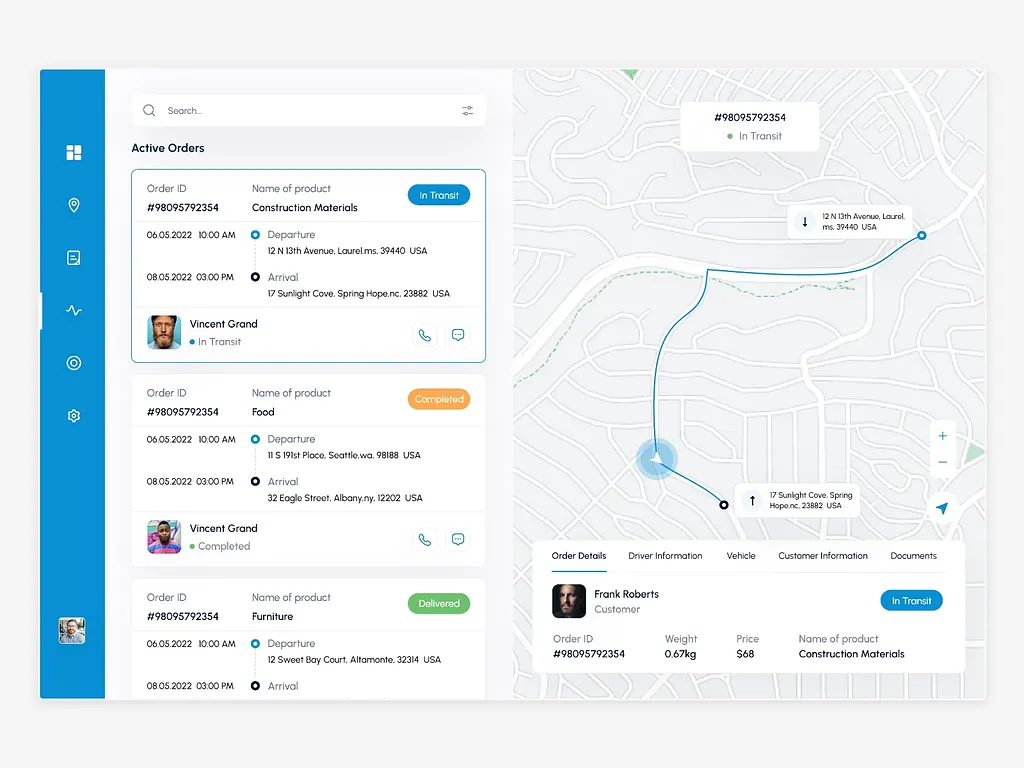 Search...
Active Orders
Order ID Name of product In Transit
#98095792354 Construction Materials
06.05.2022 10:00 AM Departure
12 N 13th Avenue, Laurel.ms. 39440 USA
08.05.2022 03:00 PM Arrival
17 Sunlight Cove. Spring Hope.nc. 23882 USA
Vincent Grand
In Transit
Order ID Name of product Completed
#98095792354 Food
06.05.2022 10:00 AM Departure
11 S 191st Place, Seattle.wa, 98188 USA
08.05.2022 03:00 PM Arrival
32 Eagle Street, Albany.ny, 12202 USA
Vincent Grand
Completed
Order ID Name of product Delivered
#98095792354 Furniture
06.05.2022 10:00 AM Departure
12 Sweet Bay Court, Altamonte, 32314 USA
08.05.2022 03:00 PM Arrival
#98095792354
In Transit
12 N 13th Avenue, Laurel,
ms. 39440 USA
17 Sunlight Cove, Spring
Hope,nc, 23882 USA
Order Details Driver Information Vehicle Customer Information Documents
Frank Roberts
Customer
In Transit
Order ID Weight Price Name of product
#98095792354 0.67kg $68 Construction Materials